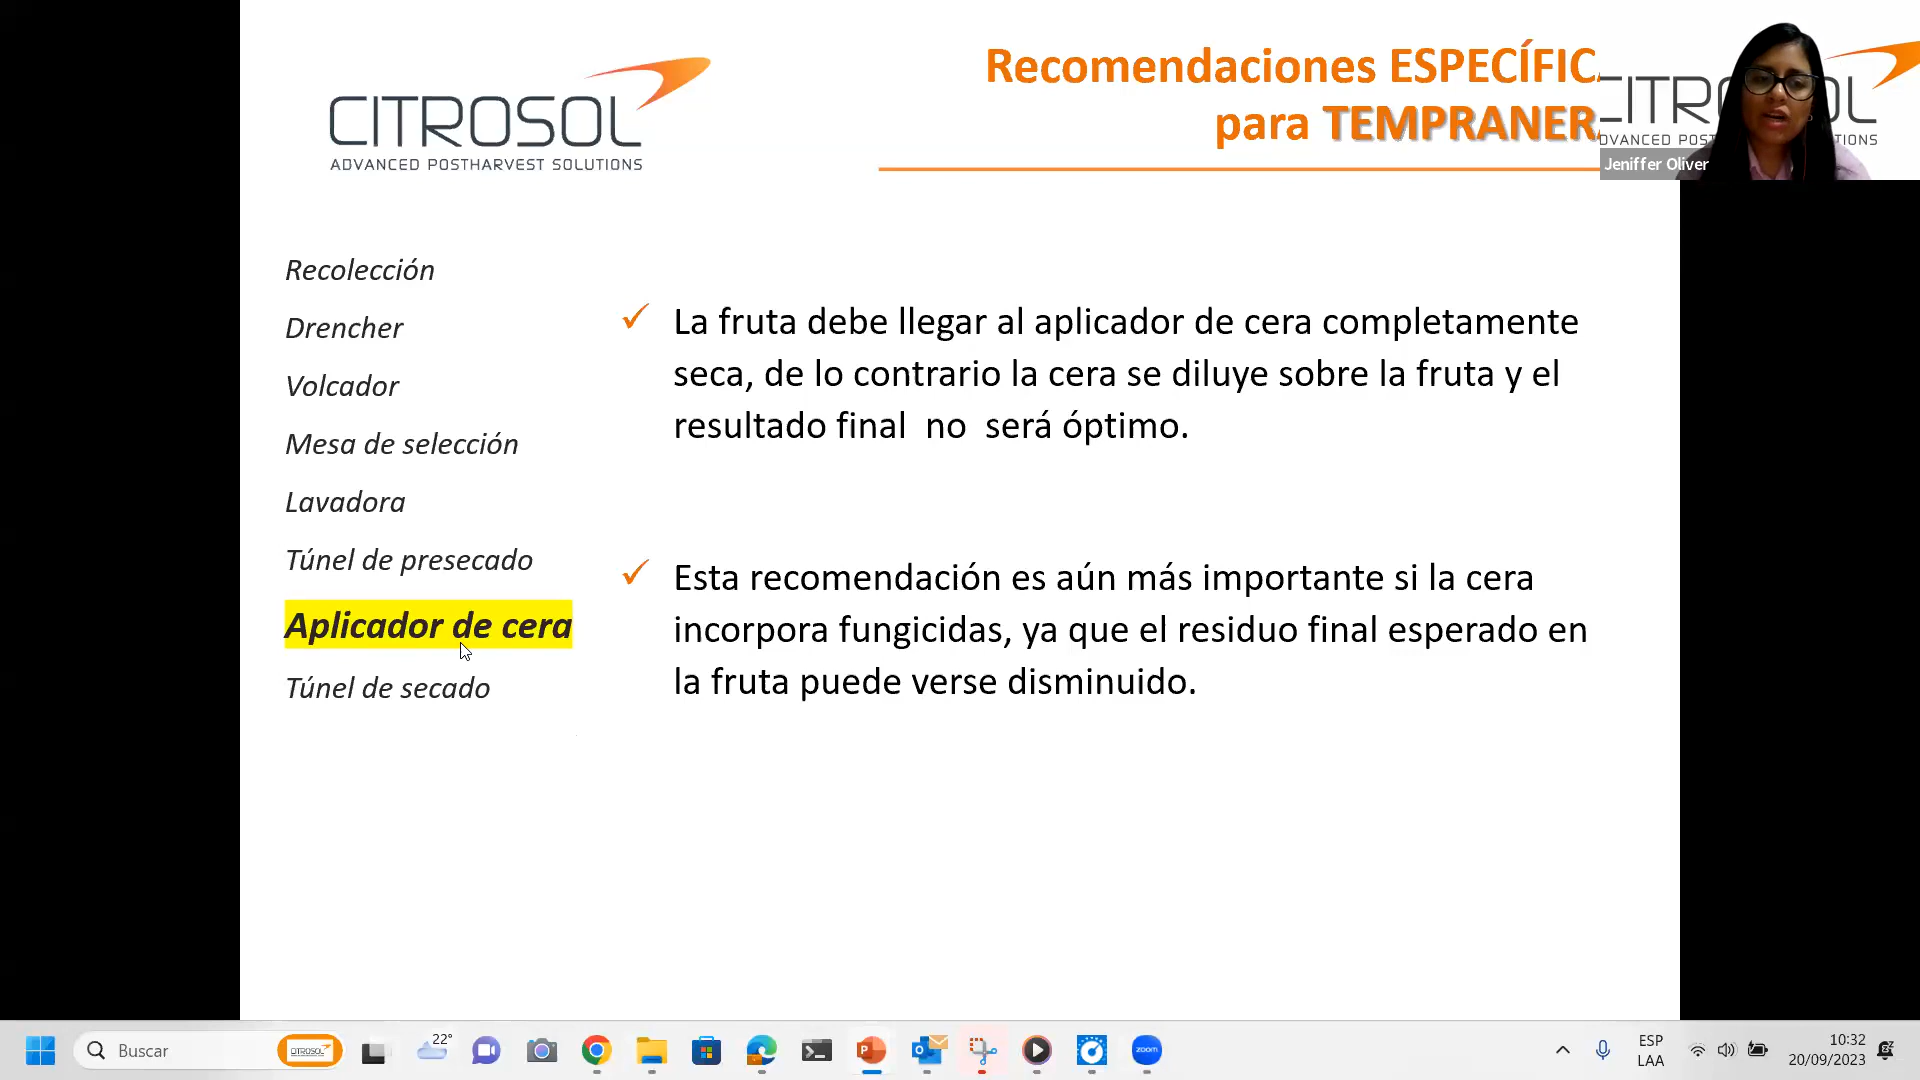 CITROSOL
ADVANCED POSTHARVEST SOLUTIONS
Recomendaciones ESPECÍFIC
para TEMPRANER
Jeniffer Oliver
Recolección
Drencher
Volcador
Mesa de selección
Lavadora
Túnel de presecado
Aplicador de cera
Túnel de secado
La fruta debe llegar al aplicador de cera completamente
seca, de lo contrario la cera se diluye sobre la fruta y el
resultado final no será óptimo.
Esta recomendación es aún más importante si la cera
incorpora fungicidas, ya que el residuo final esperado en
la fruta puede verse disminuido.
Buscar
CITROSOL
22°
zoom
ESP
LAA
10:32
20/09/2023